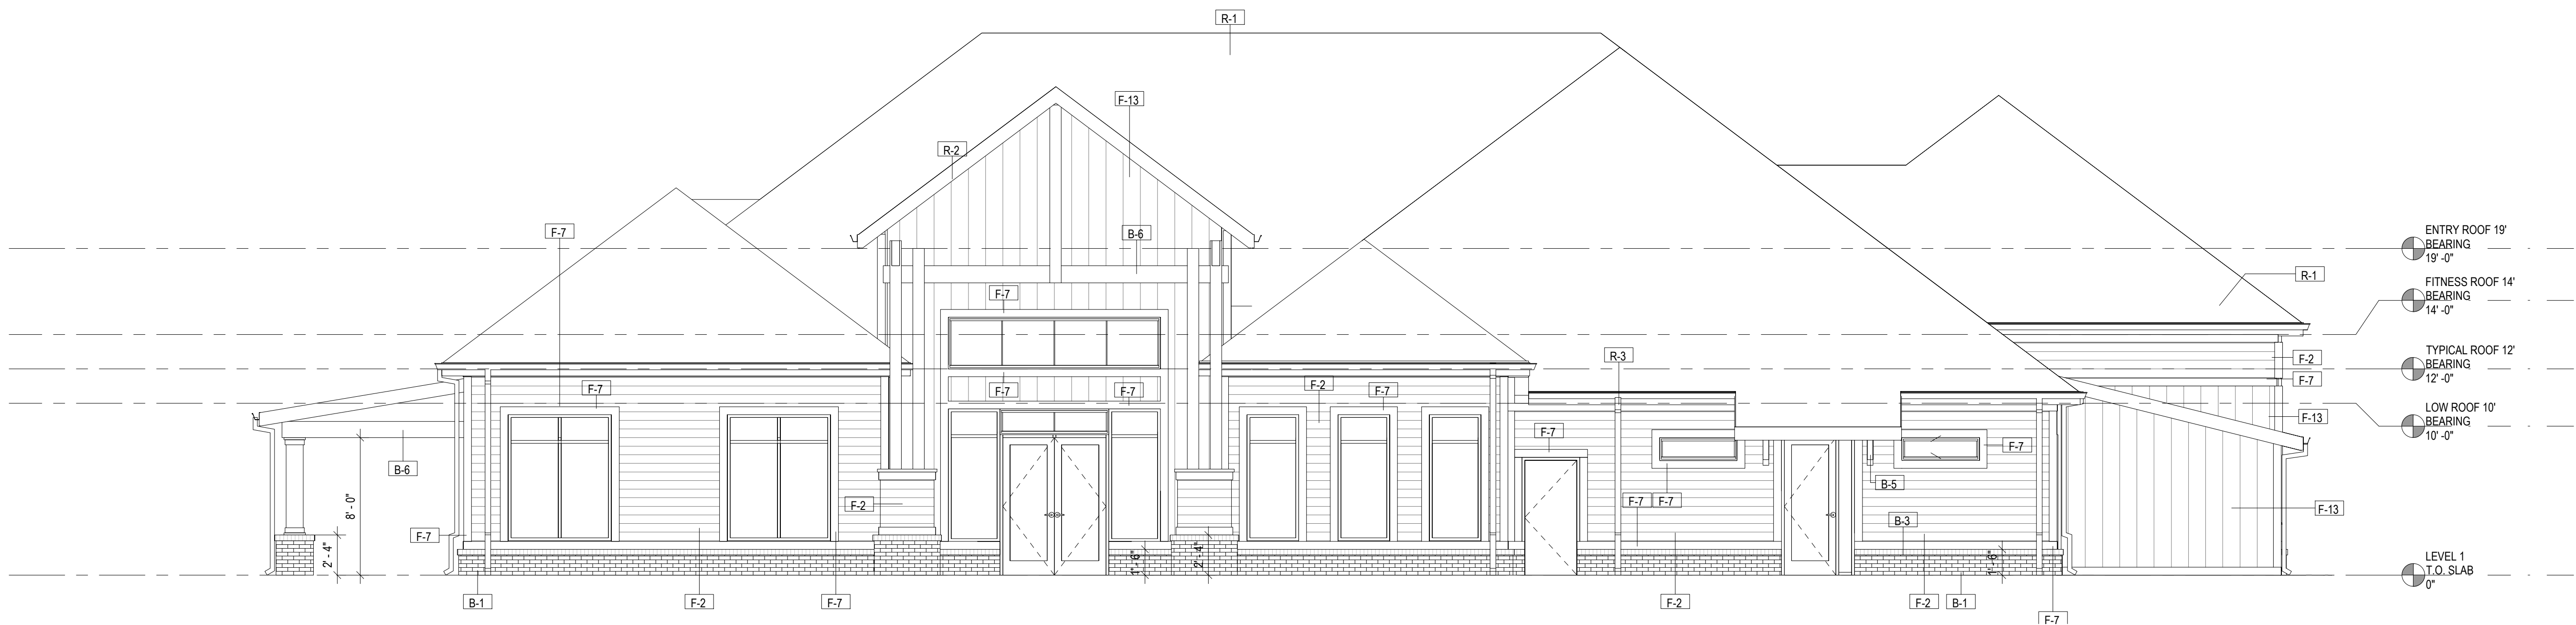 R-1
F-13
R-2
F-7
B-6
ENTRY ROOF 19'
BEARING
19' -0"
F-7
R-1
FITNESS ROOF 14'
BEARING
14' -0"
R-3
F-2
TYPICAL ROOF 12'
BEARING
12' -0"
F-7
F-7
F-7
F-2
F-7
F-7
F-13
LOW ROOF 10'
BEARING
10' -0"
F-7
F-7
B-6
B-5
8' - 0"
F-2
F-7
F-7
F-13
B-3
F-7
2' - 4"
1' - 6"
2' - 4"
1' - 6"
LEVEL 1
T.O. SLAB
0"
B-1
F-2
F-7
F-2
F-2
B-1
F-7